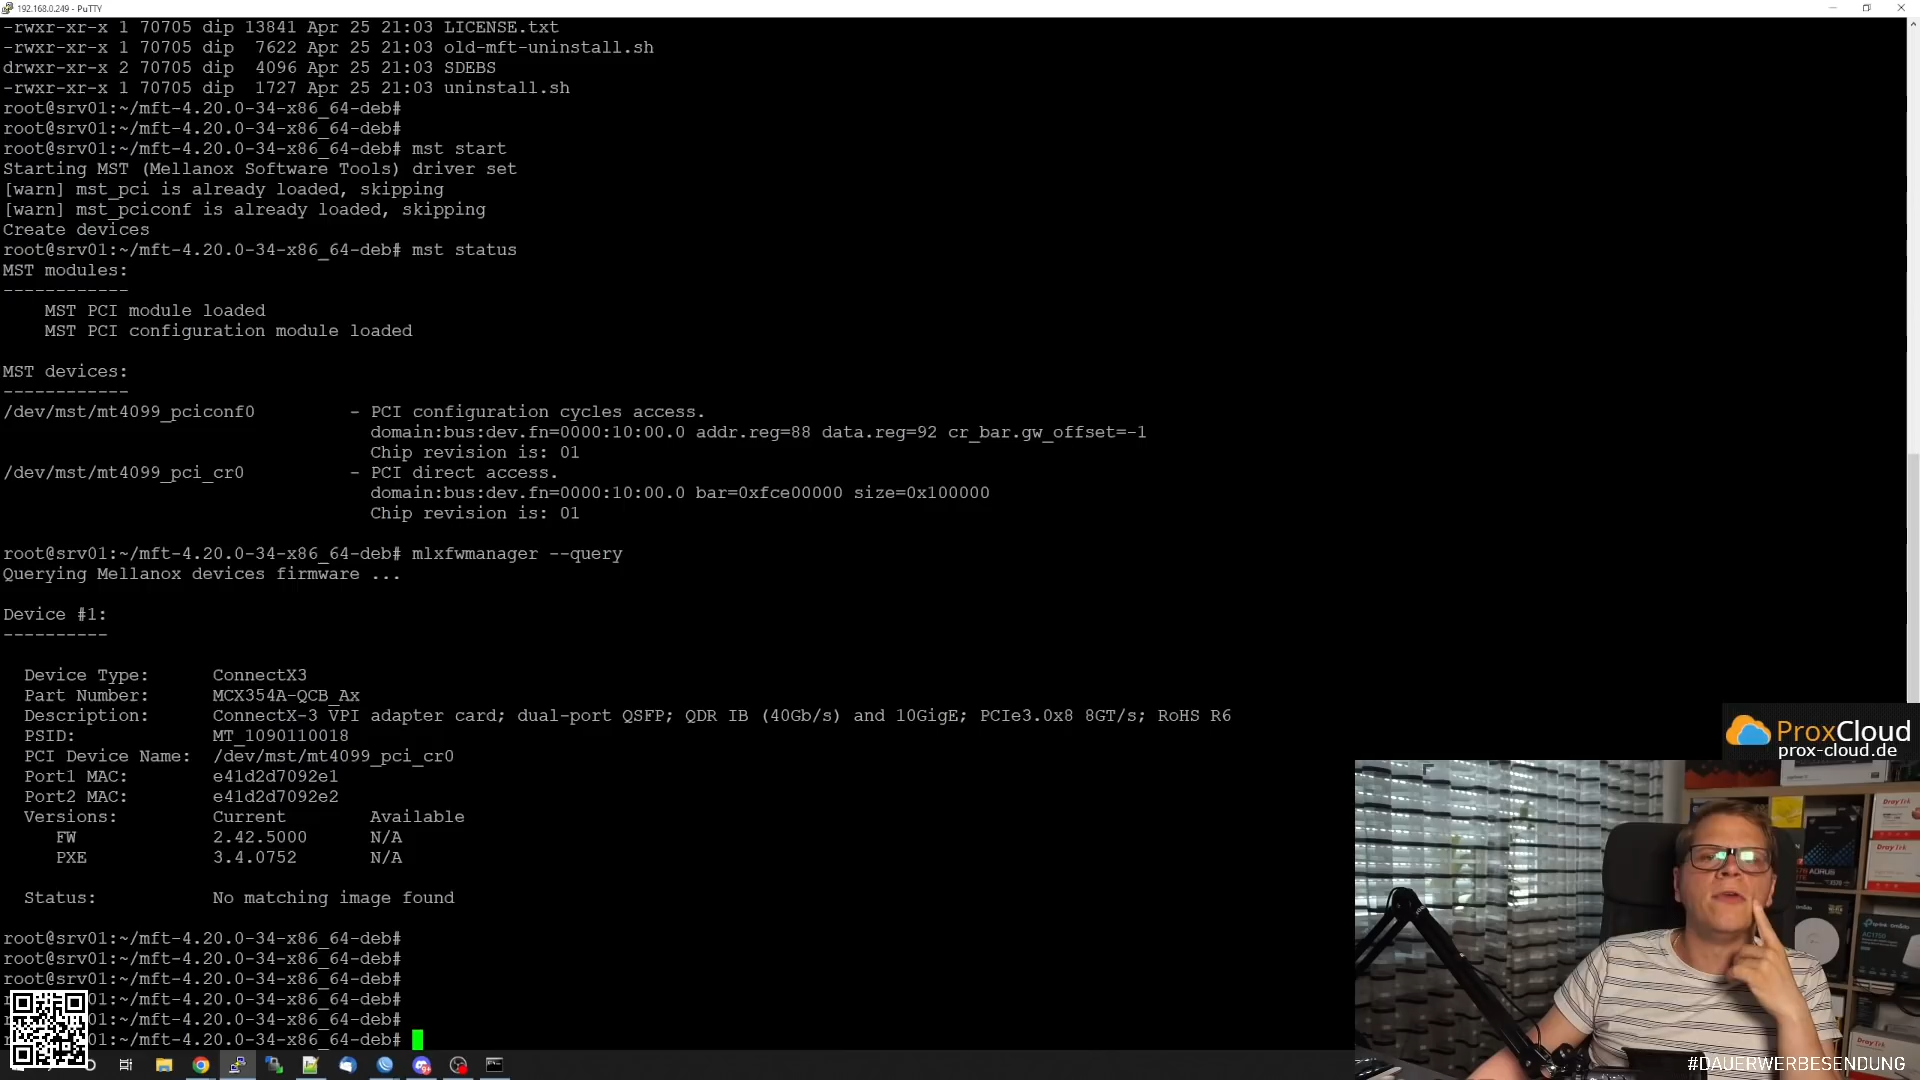 192.168.0.249 - PuTTY
-rwxr-xr-x 1 70705 dip 13841 Apr 25 21:03 LICENSE.txt
-rwxr-xr-x 1 70705 dip  7622 Apr 25 21:03 old-mft-uninstall.sh
drwxr-xr-x 2 70705 dip  4096 Apr 25 21:03 SDEBS
-rwxr-xr-x 1 70705 dip  1727 Apr 25 21:03 uninstall.sh
root@srv01:~/mft-4.20.0-34-x86_64-deb#
root@srv01:~/mft-4.20.0-34-x86_64-deb#
root@srv01:~/mft-4.20.0-34-x86_64-deb# mst start
Starting MST (Mellanox Software Tools) driver set
[warn] mst_pci is already loaded, skipping
[warn] mst_pciconf is already loaded, skipping
Create devices
root@srv01:~/mft-4.20.0-34-x86_64-deb# mst status
MST modules:
------------
    MST PCI module loaded
    MST PCI configuration module loaded
MST devices:
------------
/dev/mst/mt4099_pciconf0         - PCI configuration cycles access.
                                   domain:bus:dev.fn=0000:10:00.0 addr.reg=88 data.reg=92 cr_bar.gw_offset=-1
                                   Chip revision is: 01
/dev/mst/mt4099_pci_cr0          - PCI direct access.
                                   domain:bus:dev.fn=0000:10:00.0 bar=0xfce00000 size=0x100000
                                   Chip revision is: 01
root@srv01:~/mft-4.20.0-34-x86_64-deb# mlxfwmanager --query
Querying Mellanox devices firmware ...
Device #1:
----------
  Device Type:      ConnectX3
  Part Number:      MCX354A-QCB_Ax
  Description:      ConnectX-3 VPI adapter card; dual-port QSFP; QDR IB (40Gb/s) and 10GigE; PCIe3.0x8 8GT/s; RoHS R6
  PSID:             MT_1090110018
  PCI Device Name:  /dev/mst/mt4099_pci_cr0
  Port1 MAC:        e41d2d7092e1
  Port2 MAC:        e41d2d7092e2
  Versions:         Current        Available
     FW             2.42.5000      N/A
     PXE            3.4.0752       N/A
  Status:           No matching image found
root@srv01:~/mft-4.20.0-34-x86_64-deb#
root@srv01:~/mft-4.20.0-34-x86_64-deb#
root@srv01:~/mft-4.20.0-34-x86_64-deb#
01:~/mft-4.20.0-34-x86_64-deb#
01:~/mft-4.20.0-34-x86_64-deb#
01:~/mft-4.20.0-34-x86_64-deb#
ProxCloud
prox-cloud.de
DrayTek
DrayTek
AORUS
AC1750
#DAUERWERBESENDUNG